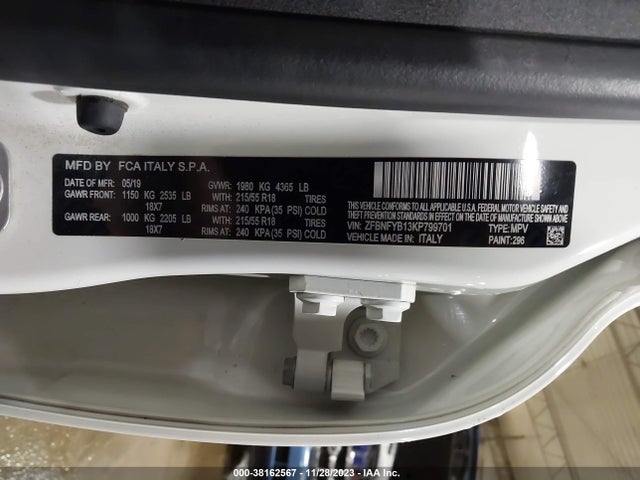 MFD BY FCA ITALY S.P.A.
DATE OF MFR 05/19 GVWR: 1980 KG 4365 LB
GAWR FRONT: 1150 KG 2535 LB WITH: 215/55 R18 TIRES
18X7 RIMS AT: 240 KPA(35 PSI) COLD
GAWR REAR: 1000 KG 2205 LB WITH: 215/55 R18 TIRES
18X7 RIMS AT: 240 KPA(35 PSI) COLD
THIS VEHICLE CONFORMS TO ALL APPLICABLE U.S.A. FEDERAL MOTOR VEHICLE
SAFETY, BUMPER, AND THEFT PREVENTION STANDARDS IN EFFECT
ON THE DATE OF MANUFACTURE SHOWN ABOVE.
VIN: ZFBNFYB13KP799701 TYPE: MPV
VEHICLE MADE IN: ITALY PAINT: 296
000-38162567 - 11/28/2023 - IAA Inc.